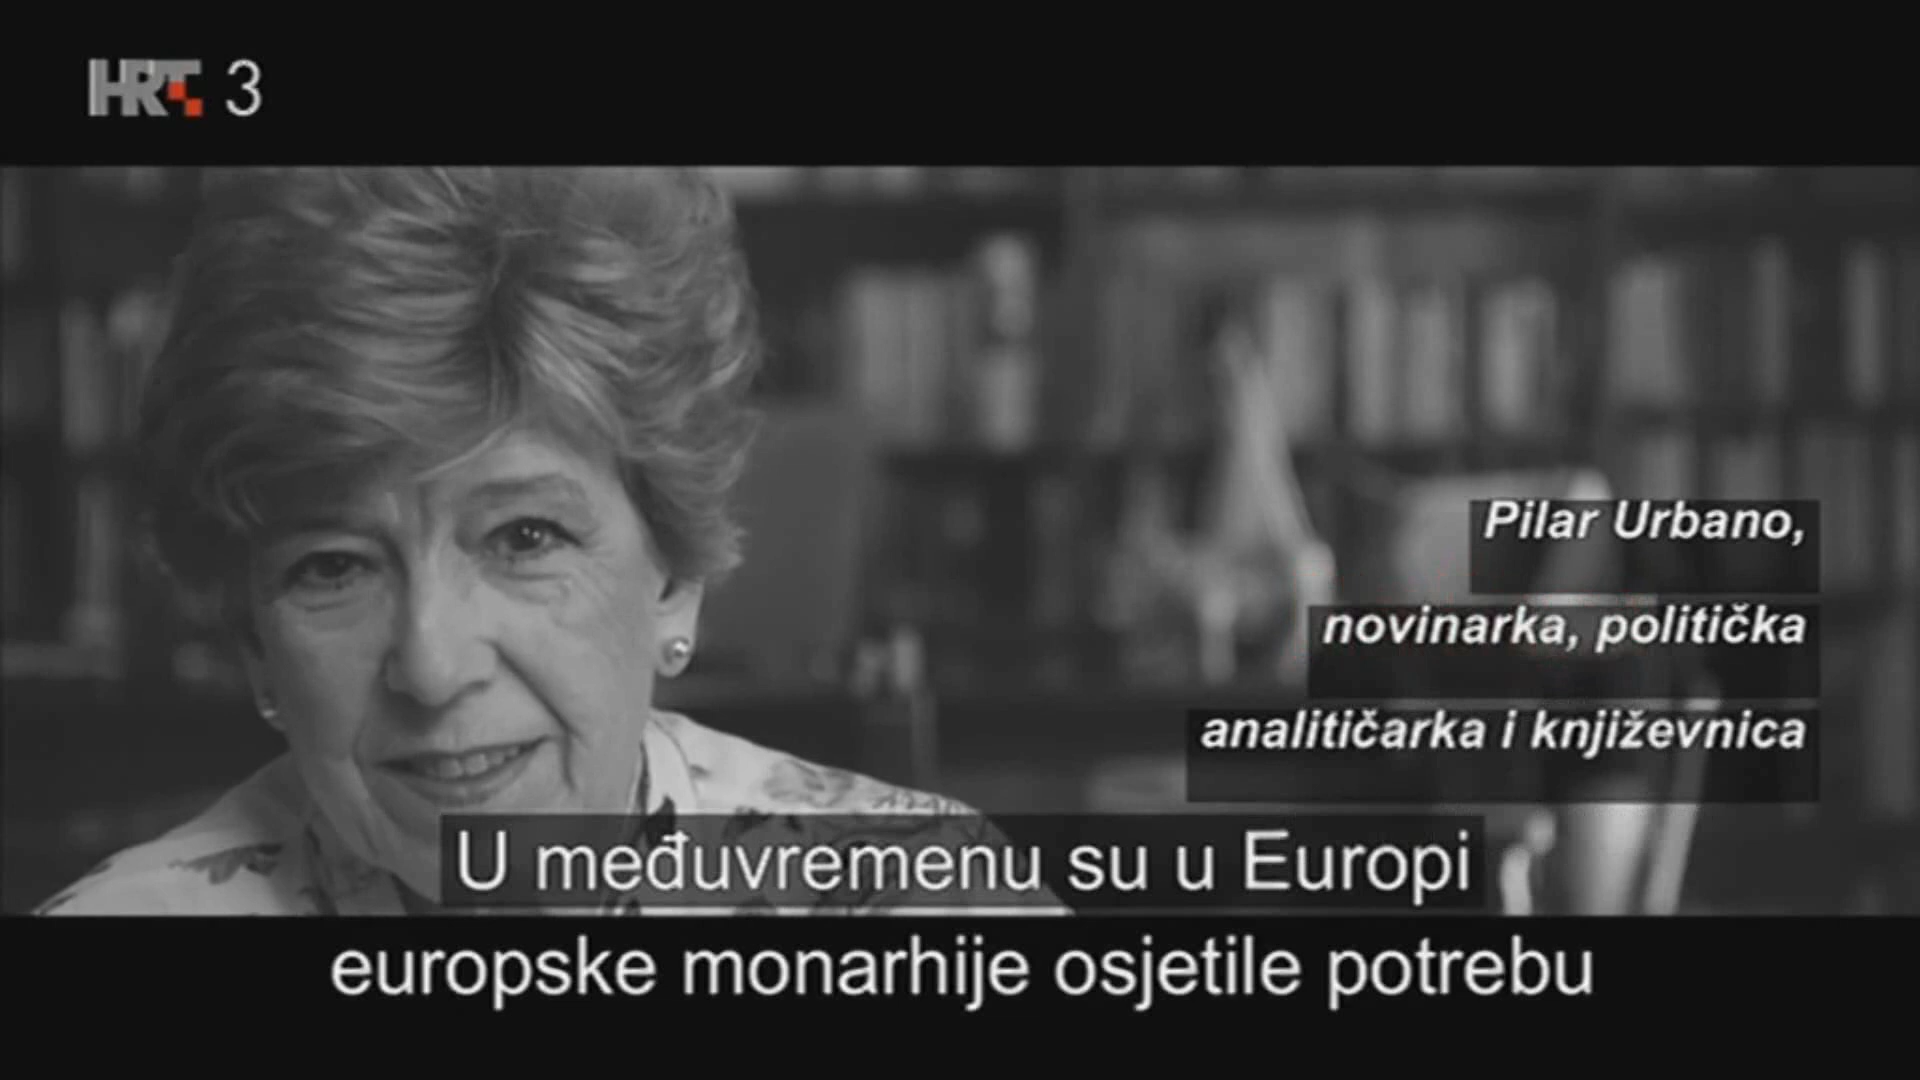 HRT 3
Pilar Urbano,
novinarka, politička
analitičarka i književnica
U međuvremenu su u Europi
europske monarhije osjetile potrebu